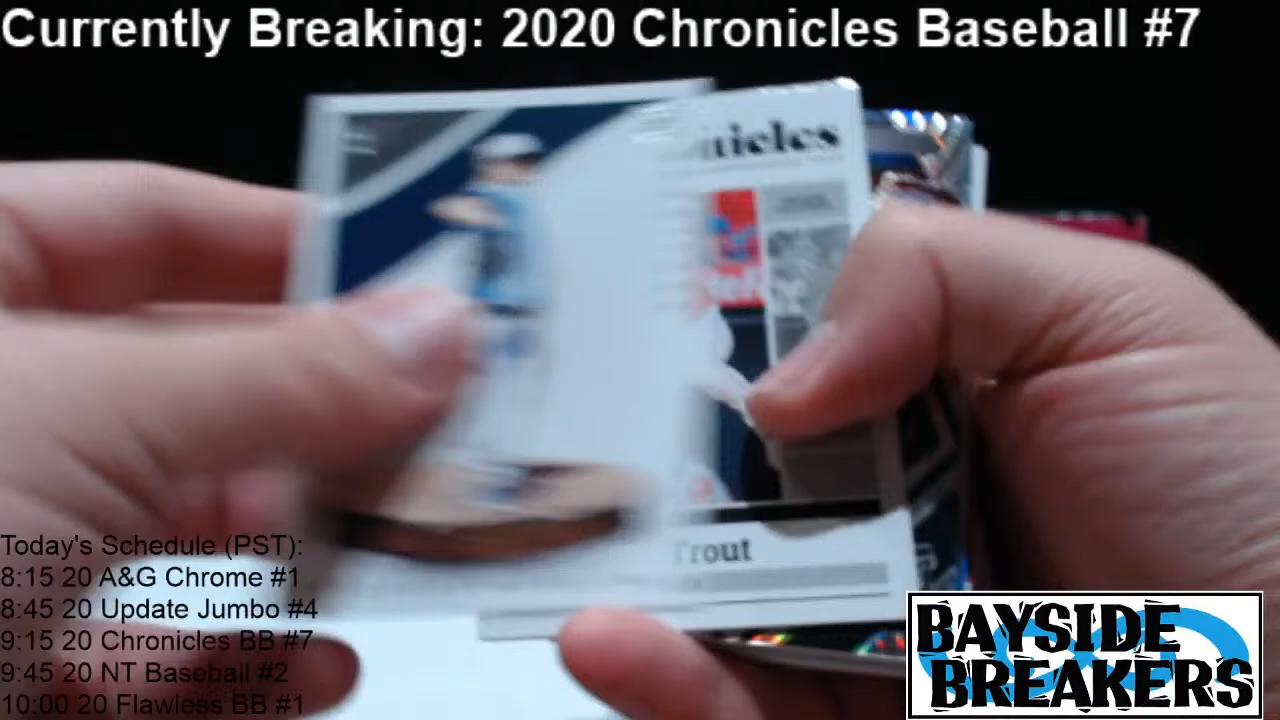 Currently Breaking: 2020 Chronicles Baseball #7
Trout
Today's Schedule (PST):
8:15 20 A&G Chrome #1
8:45 20 Update Jumbo #4
9:15 20 Chronicles BB #7
9:45 20 NT Baseball #2
10:00 20 Flawless BB #1
BAYSIDE
BREAKERS